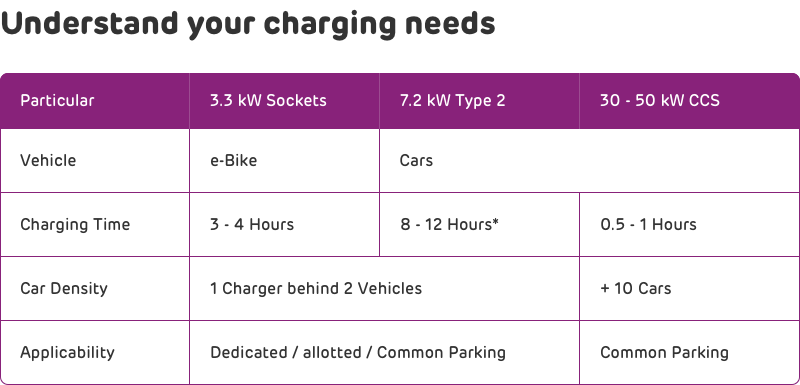 Understand your charging needs
Particular 3.3 kW Sockets 7.2 kW Type 2 30 - 50 kW CCS
Vehicle e-Bike Cars
Charging Time 3 - 4 Hours 8 - 12 Hours* 0.5 - 1 Hours
Car Density 1 Charger behind 2 Vehicles + 10 Cars
Applicability Dedicated / allotted / Common Parking Common Parking